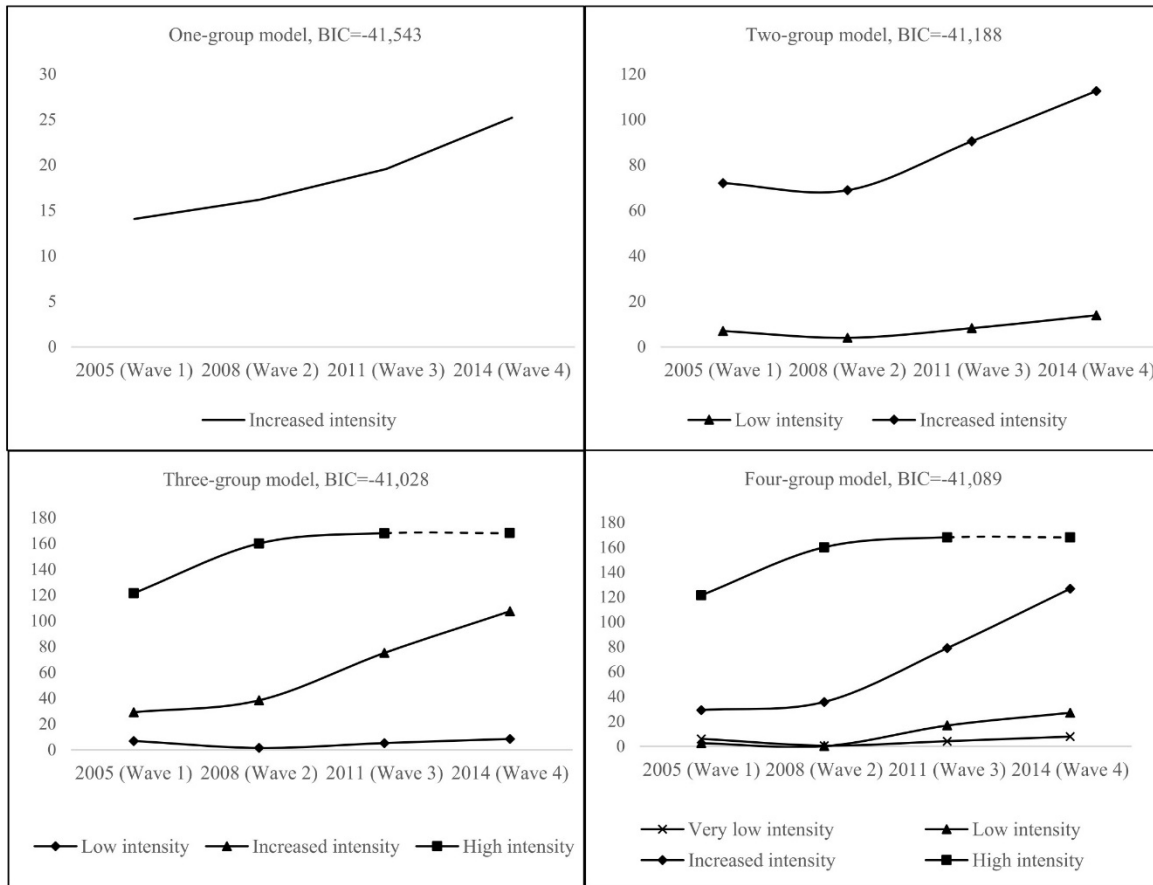 One-group model, BIC=-41,543
30
25
20
15
10
5
0
2005 (Wave 1) 2008 (Wave 2) 2011 (Wave 3) 2014 (Wave 4)
Increased intensity
Two-group model, BIC=-41,188
120
100
80
60
40
20
0
2005 (Wave 1) 2008 (Wave 2) 2011 (Wave 3) 2014 (Wave 4)
Low intensity Increased intensity
Three-group model, BIC=-41,028
180
160
140
120
100
80
60
40
20
0
2005 (Wave 1) 2008 (Wave 2) 2011 (Wave 3) 2014 (Wave 4)
Low intensity Increased intensity High intensity
Four-group model, BIC=-41,089
180
160
140
120
100
80
60
40
20
0
2005 (Wave 1) 2008 (Wave 2) 2011 (Wave 3) 2014 (Wave 4)
Very low intensity Low intensity
Increased intensity High intensity